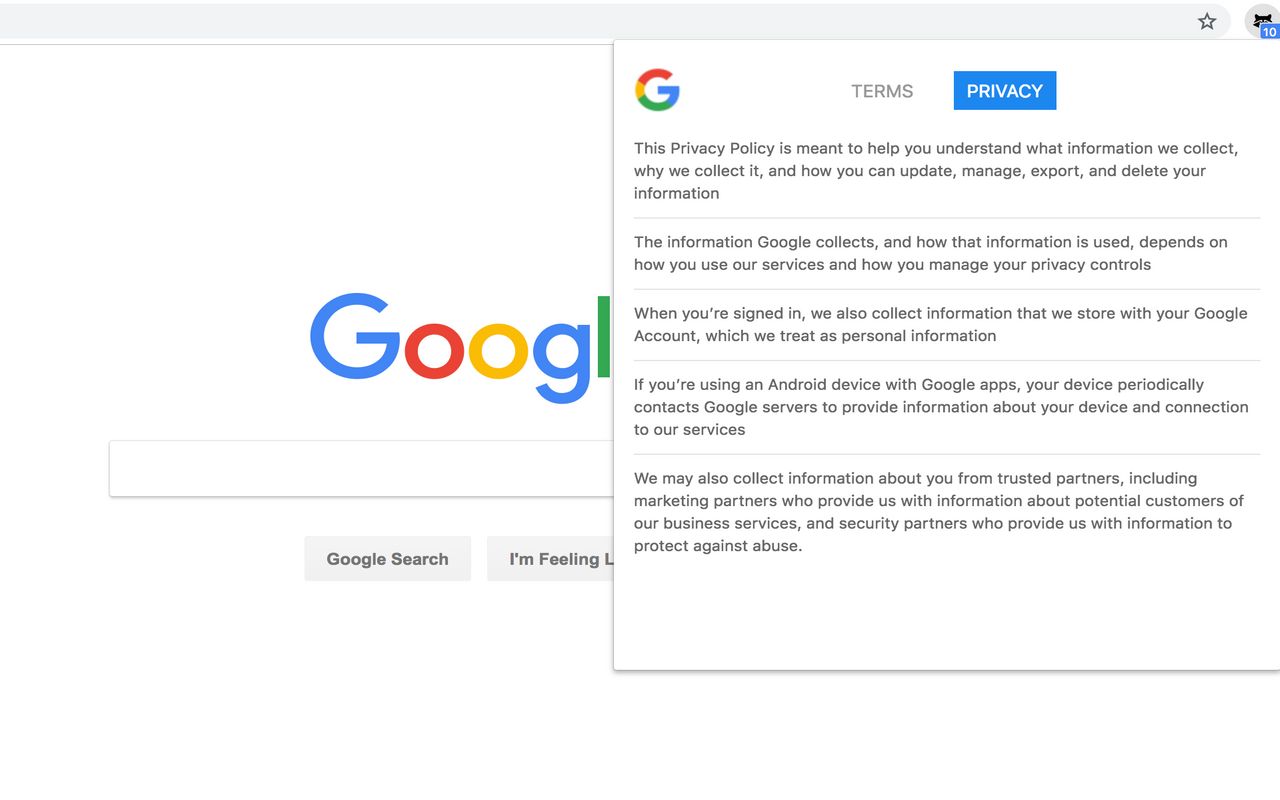 10
TERMS
PRIVACY
This Privacy Policy is meant to help you understand what information we collect,
why we collect it, and how you can update, manage, export, and delete your
information
The information Google collects, and how that information is used, depends on
how you use our services and how you manage your privacy controls
When you’re signed in, we also collect information that we store with your Google
Account, which we treat as personal information
If you’re using an Android device with Google apps, your device periodically
contacts Google servers to provide information about your device and connection
to our services
We may also collect information about you from trusted partners, including
marketing partners who provide us with information about potential customers of
our business services, and security partners who provide us with information to
protect against abuse.
Googl
Google Search
I'm Feeling L